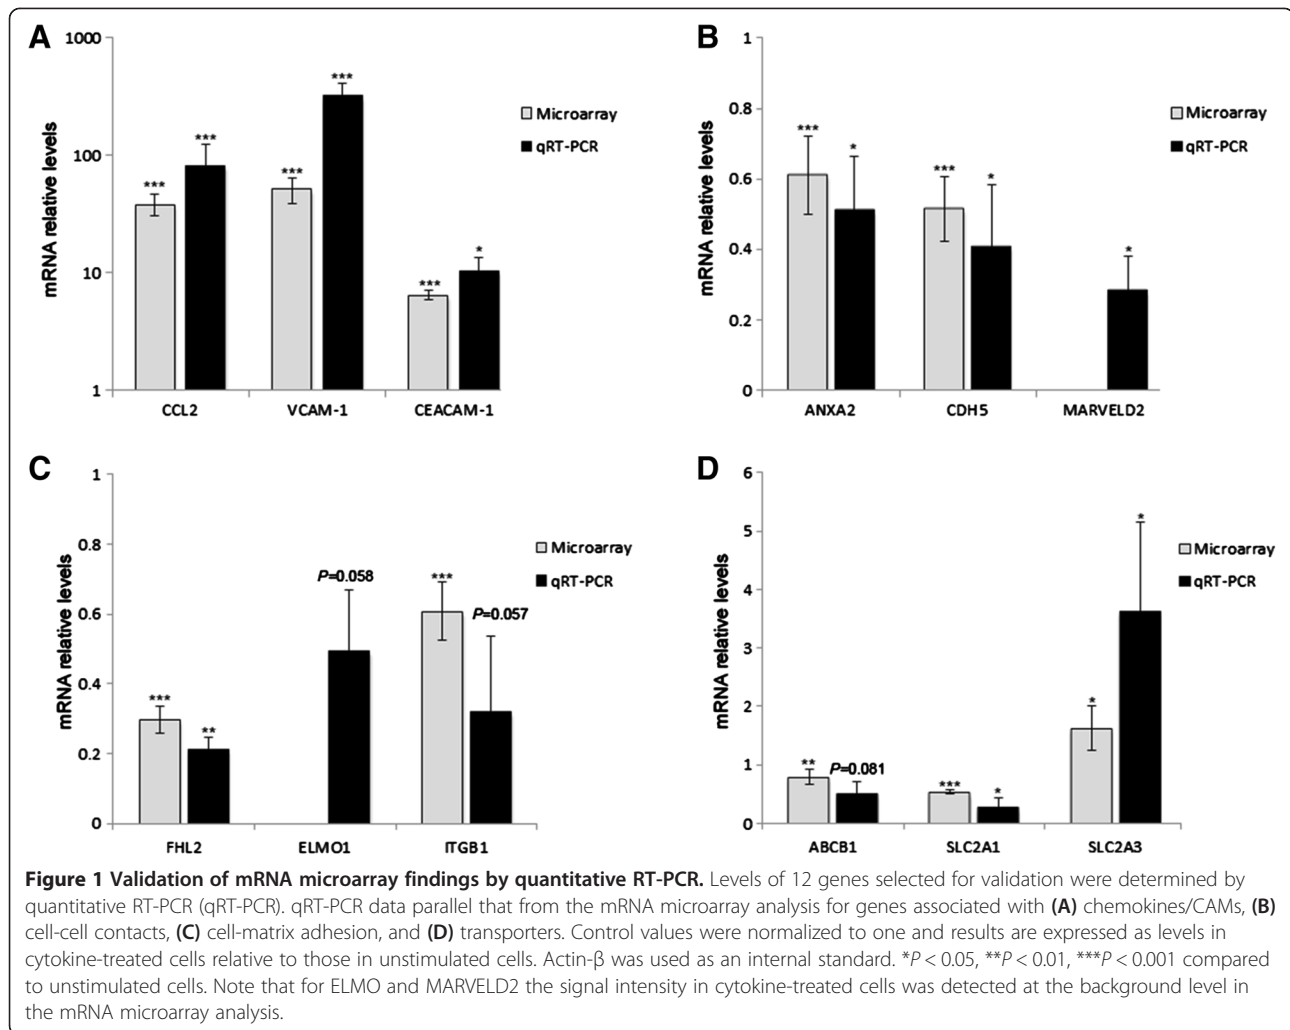 A
1000
100
10
1
mRNA relative levels
***
***
***
***
***
*
Microarray
qRT-PCR
CCL2
VCAM-1
CEACAM-1
B
1
0.8
0.6
0.4
0.2
0
mRNA relative levels
***
*
***
*
*
Microarray
qRT-PCR
ANXA2
CDH5
MARVELD2
C
1
0.8
0.6
0.4
0.2
0
mRNA relative levels
***
**
P=0.058
***
P=0.057
Microarray
qRT-PCR
FHL2
ELMO1
ITGB1
D
6
5
4
3
2
1
0
mRNA relative levels
**
P=0.081
***
*
*
*
Microarray
qRT-PCR
ABCB1
SLC2A1
SLC2A3
Figure 1 Validation of mRNA microarray findings by quantitative RT-PCR. Levels of 12 genes selected for validation were determined by
quantitative RT-PCR (qRT-PCR). qRT-PCR data parallel that from the mRNA microarray analysis for genes associated with (A) chemokines/CAMs, (B)
cell-cell contacts, (C) cell-matrix adhesion, and (D) transporters. Control values were normalized to one and results are expressed as levels in
cytokine-treated cells relative to those in unstimulated cells. Actin-β was used as an internal standard. *P < 0.05, **P < 0.01, ***P < 0.001 compared
to unstimulated cells. Note that for ELMO and MARVELD2 the signal intensity in cytokine-treated cells was detected at the background level in
the mRNA microarray analysis.